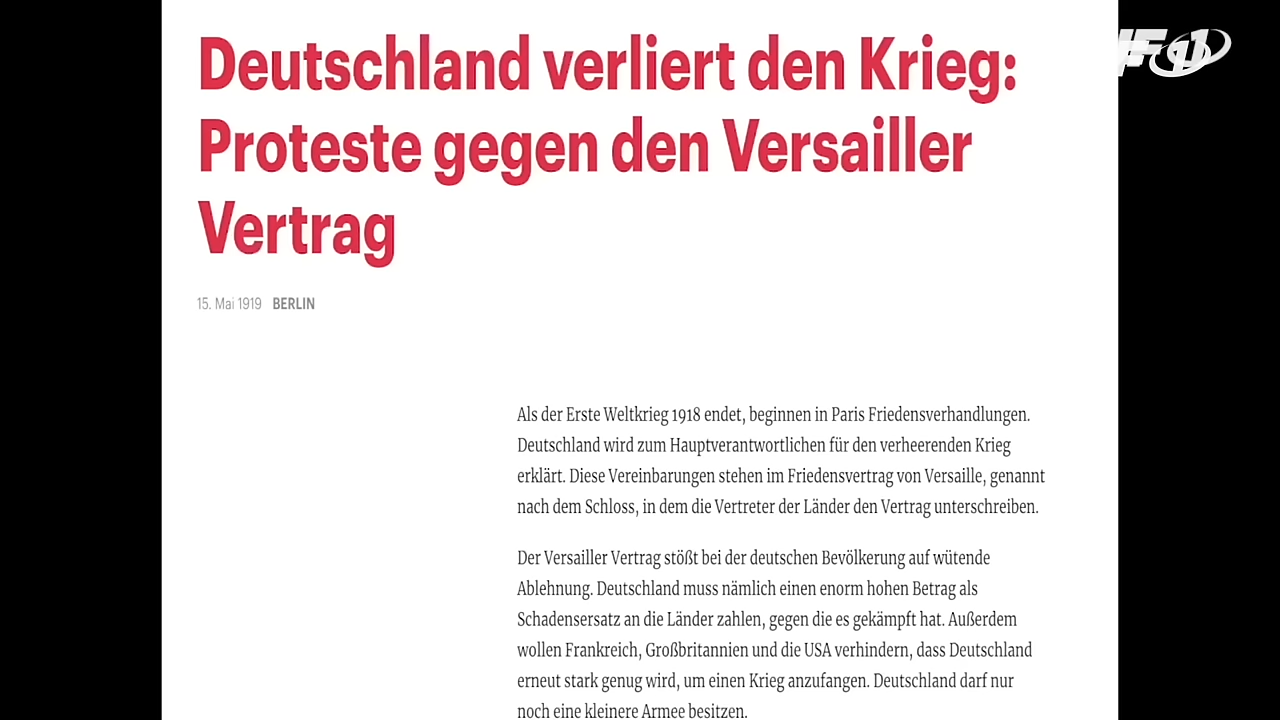 Deutschland verliert den Krieg:
Proteste gegen den Versailler
Vertrag
15. Mai 1919 BERLIN
Als der Erste Weltkrieg 1918 endet, beginnen in Paris Friedensverhandlungen.
Deutschland wird zum Hauptverantwortlichen für den verheerenden Krieg
erklärt. Diese Vereinbarungen stehen im Friedensvertrag von Versaille, genannt
nach dem Schloss, in dem die Vertreter der Länder den Vertrag unterschreiben.
Der Versailler Vertrag stößt bei der deutschen Bevölkerung auf wütende
Ablehnung. Deutschland muss nämlich einen enorm hohen Betrag als
Schadensersatz an die Länder zahlen, gegen die es gekämpft hat. Außerdem
wollen Frankreich, Großbritannien und die USA verhindern, dass Deutschland
erneut stark genug wird, um einen Krieg anzufangen. Deutschland darf nur
noch eine kleinere Armee besitzen.